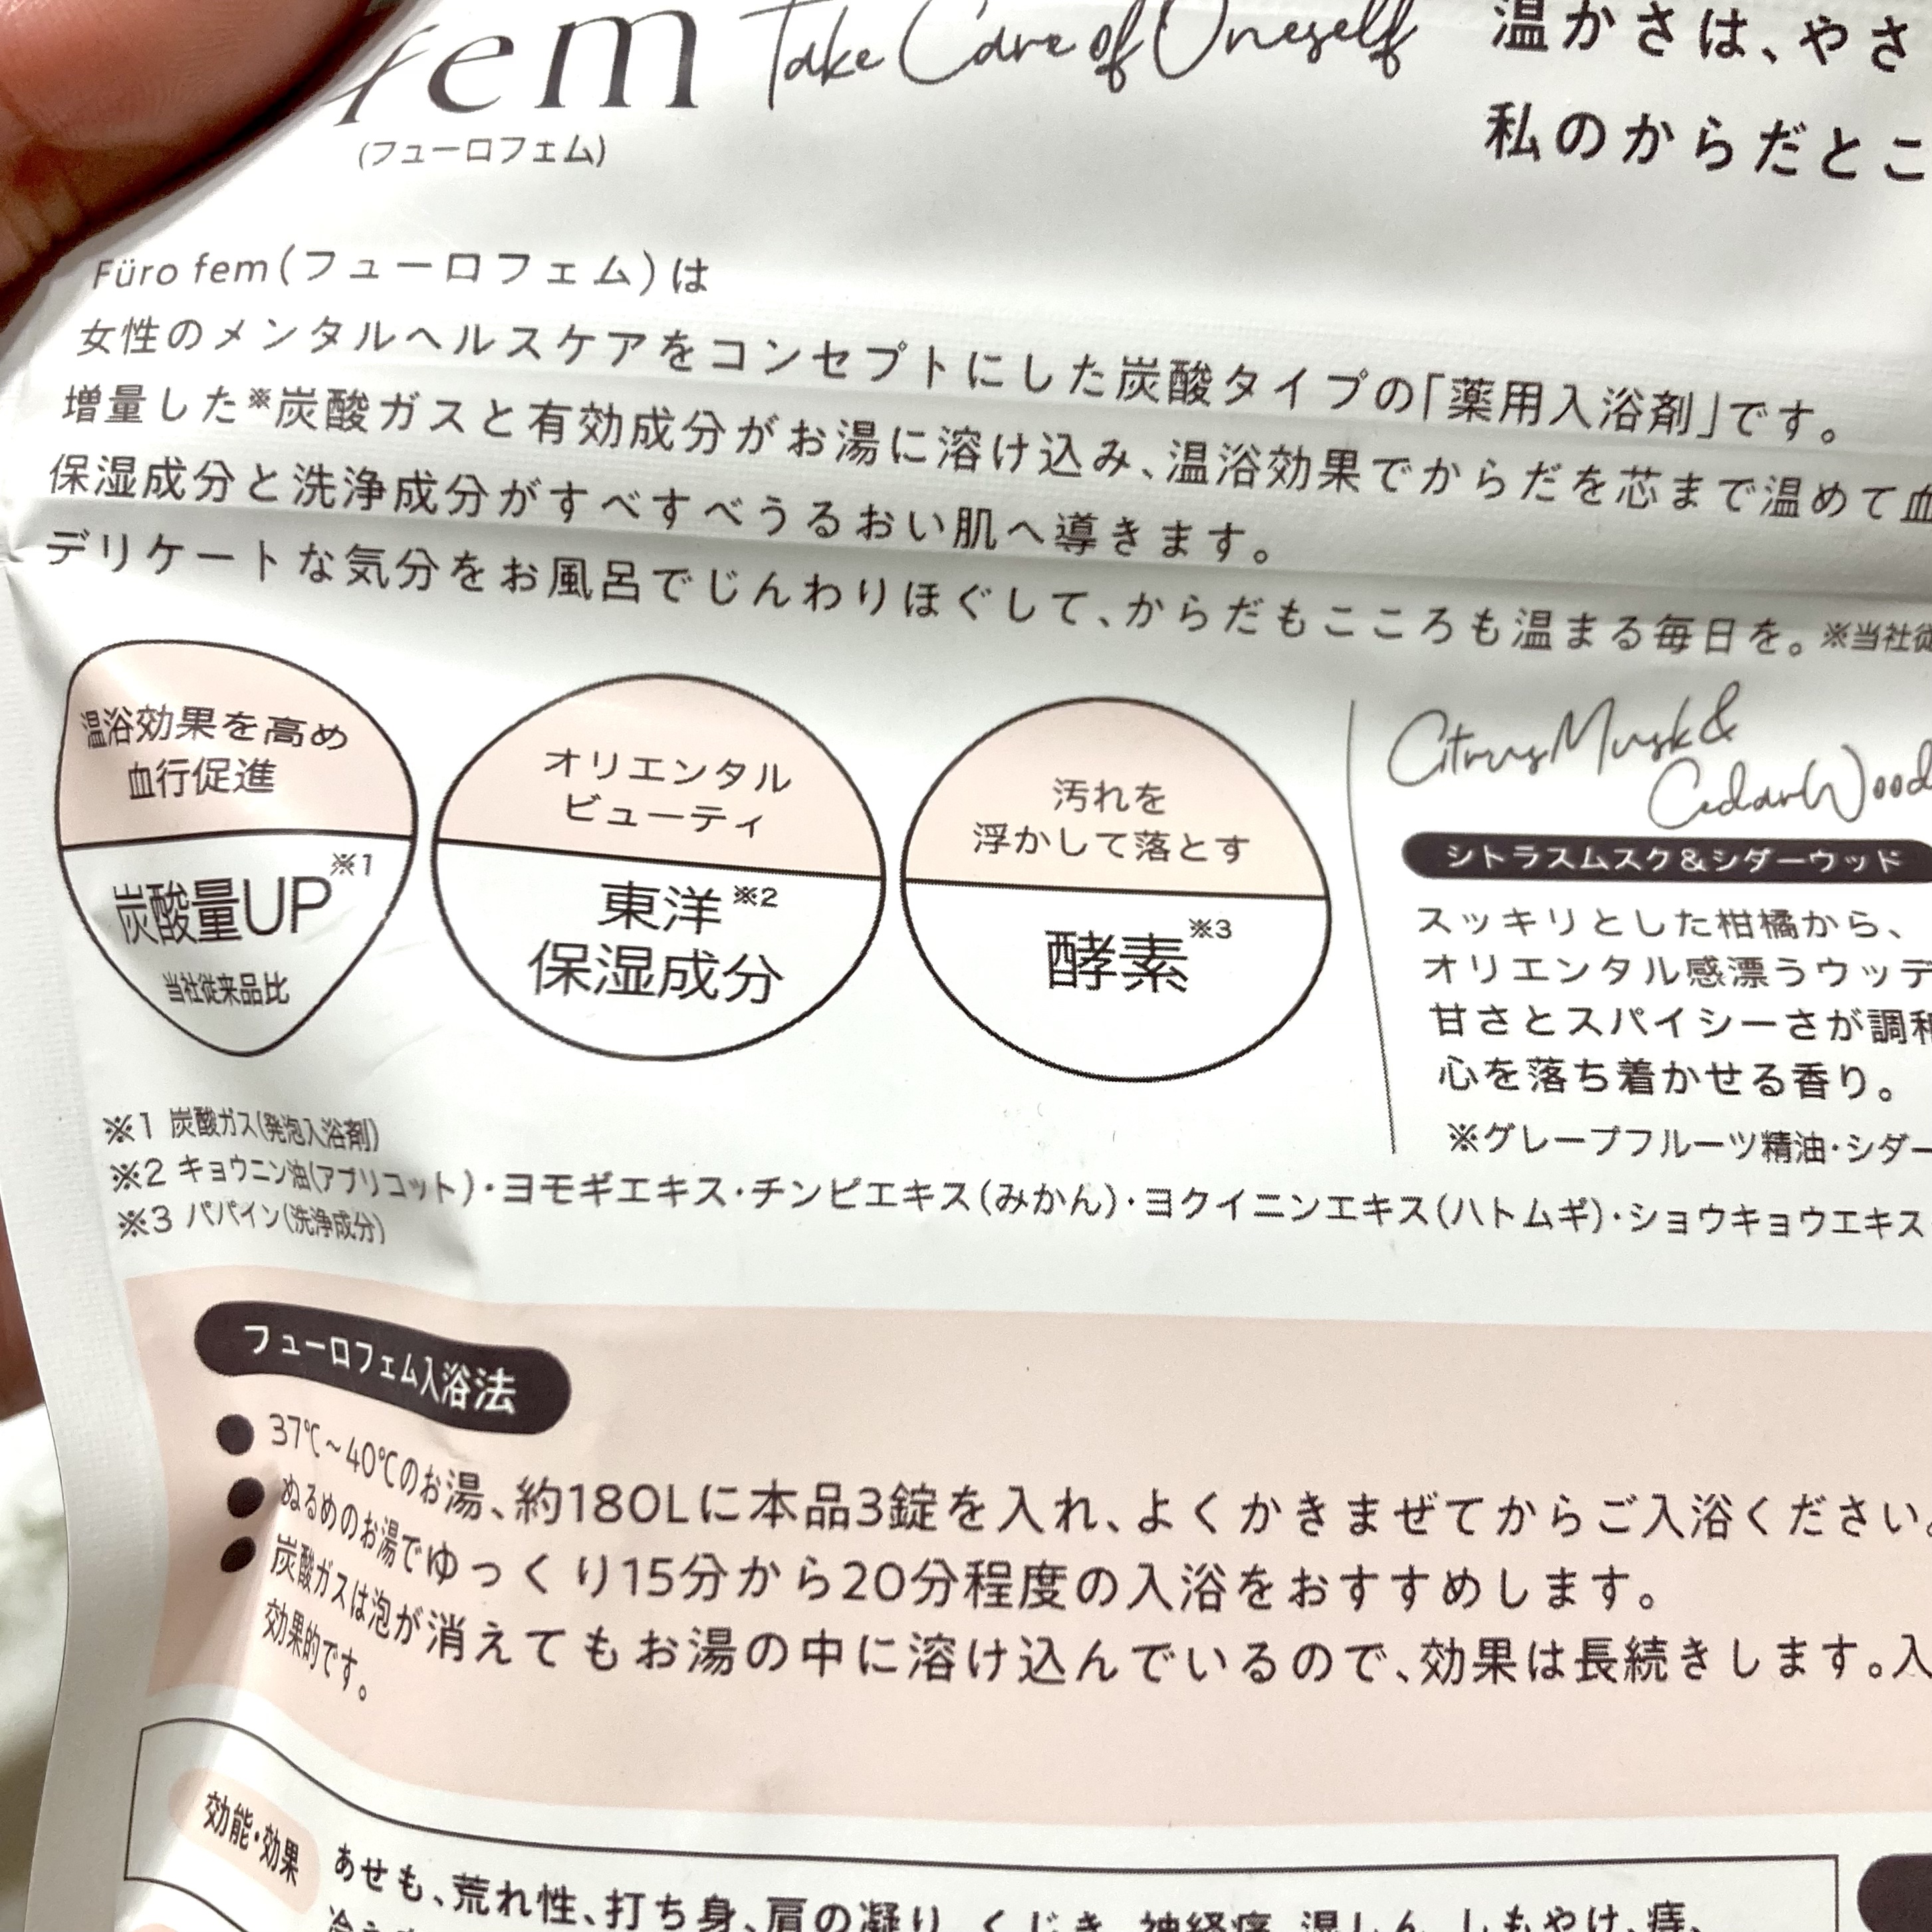 fem Take Care of Oneself
(フューロフェム)
温かさは、やさ
私のからだとこ
Füro fem(フューロフェム)は
女性のメンタルヘルスケアをコンセプトにした炭酸タイプの「薬用入浴剤」です。
増量した※炭酸ガスと有効成分がお湯に溶け込み、温浴効果でからだを芯まで温めて血
保湿成分と洗浄成分がすべすべうるおい肌へ導きます。
デリケートな気分をお風呂でじんわりほぐして、からだもこころも温まる毎日を。※当社従
温浴効果を高め
血行促進
炭酸量UP※1
当社従来品比
オリエンタル
ビューティ
東洋※2
保湿成分
汚れを
浮かして落とす
酵素※3
Citrus Musk &
Cedar Wood
シトラスムスク&シダーウッド
スッキリとした柑橘から、
オリエンタル感漂うウッデ
甘さとスパイシーさが調和
心を落ち着かせる香り。
※グレープフルーツ精油・シダー
※1 炭酸ガス(発泡入浴剤)
※2 キョウニン油(アプリコット)・ヨモギエキス・チンピエキス(みかん)・ヨクイニンエキス(ハトムギ)・ショウキョウエキス
※3 パパイン(洗浄成分)
フューロフェム入浴法
●37℃~40℃のお湯、約180Lに本品3錠を入れ、よくかきまぜてからご入浴ください。
●ぬるめのお湯でゆっくり15分から20分程度の入浴をおすすめします。
●炭酸ガスは泡が消えてもお湯の中に溶け込んでいるので、効果は長続きします。入
効果的です。
効能・効果
あせも、荒れ性、打ち身、肩の凝り、くじき、神経痛、湿しん、しもやけ、痔、